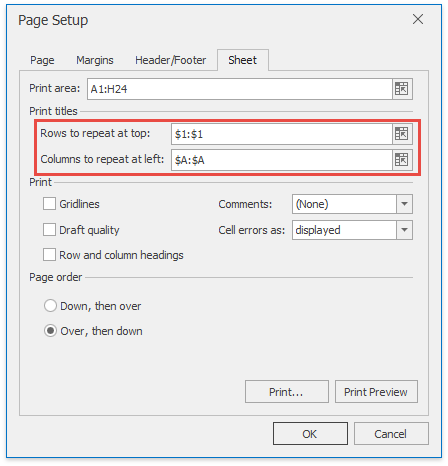 Page Setup
Page Margins Header/Footer Sheet
Print area: A1:H24
Print titles
Rows to repeat at top: $1:$1
Columns to repeat at left: $A:$A
Print
Gridlines Comments: (None)
Draft quality Cell errors as: displayed
Row and column headings
Page order
Down, then over
Over, then down
Print... Print Preview
OK Cancel